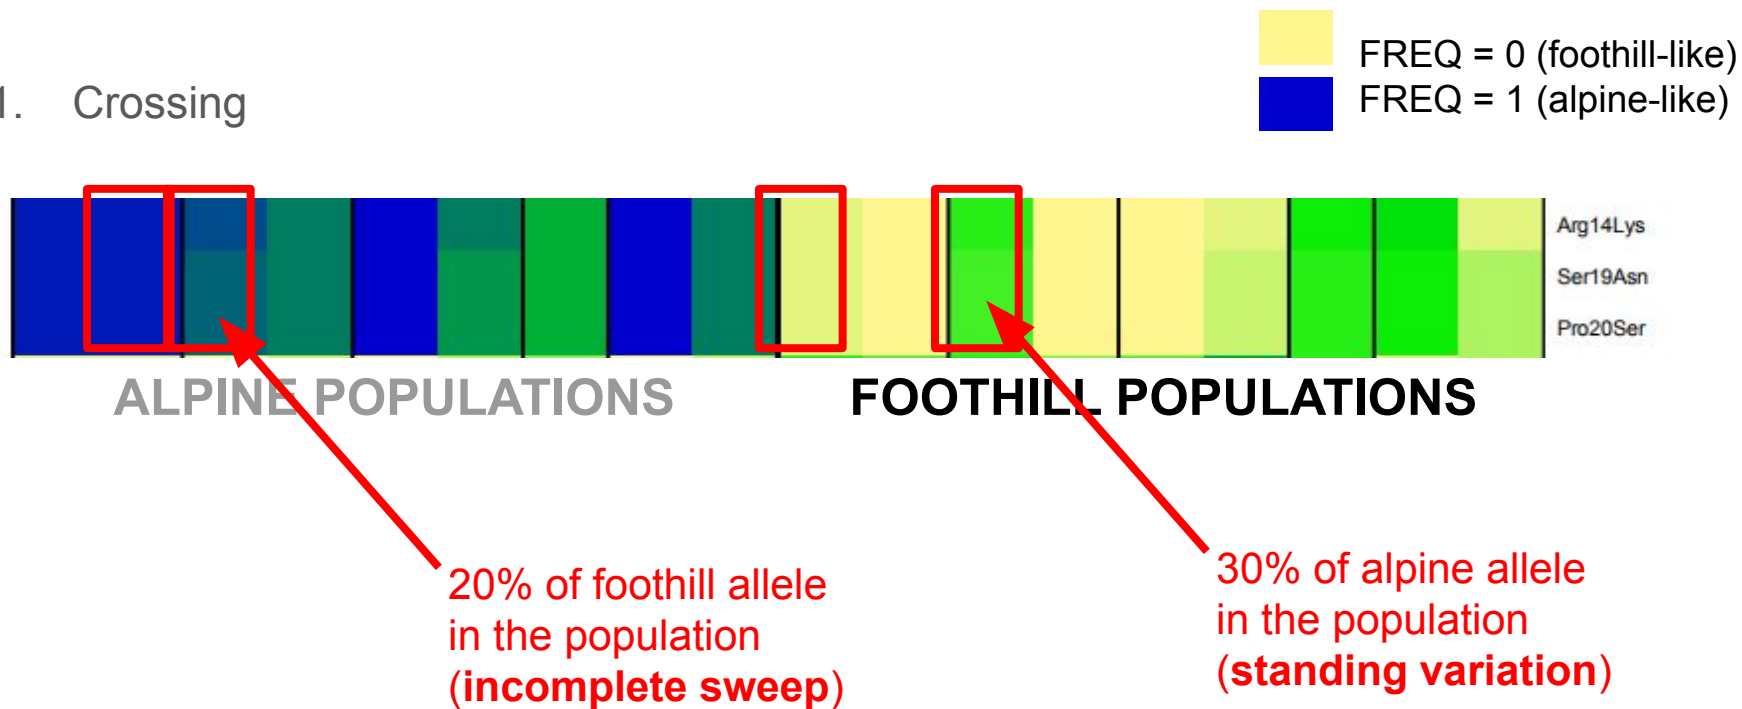 FREQ = 0 (foothill-like)
FREQ = 1 (alpine-like)
1. Crossing
Arg14Lys
Ser19Asn
Pro20Ser
ALPINE POPULATIONS
FOOTHILL POPULATIONS
20% of foothill allele
in the population
(incomplete sweep)
30% of alpine allele
in the population
(standing variation)